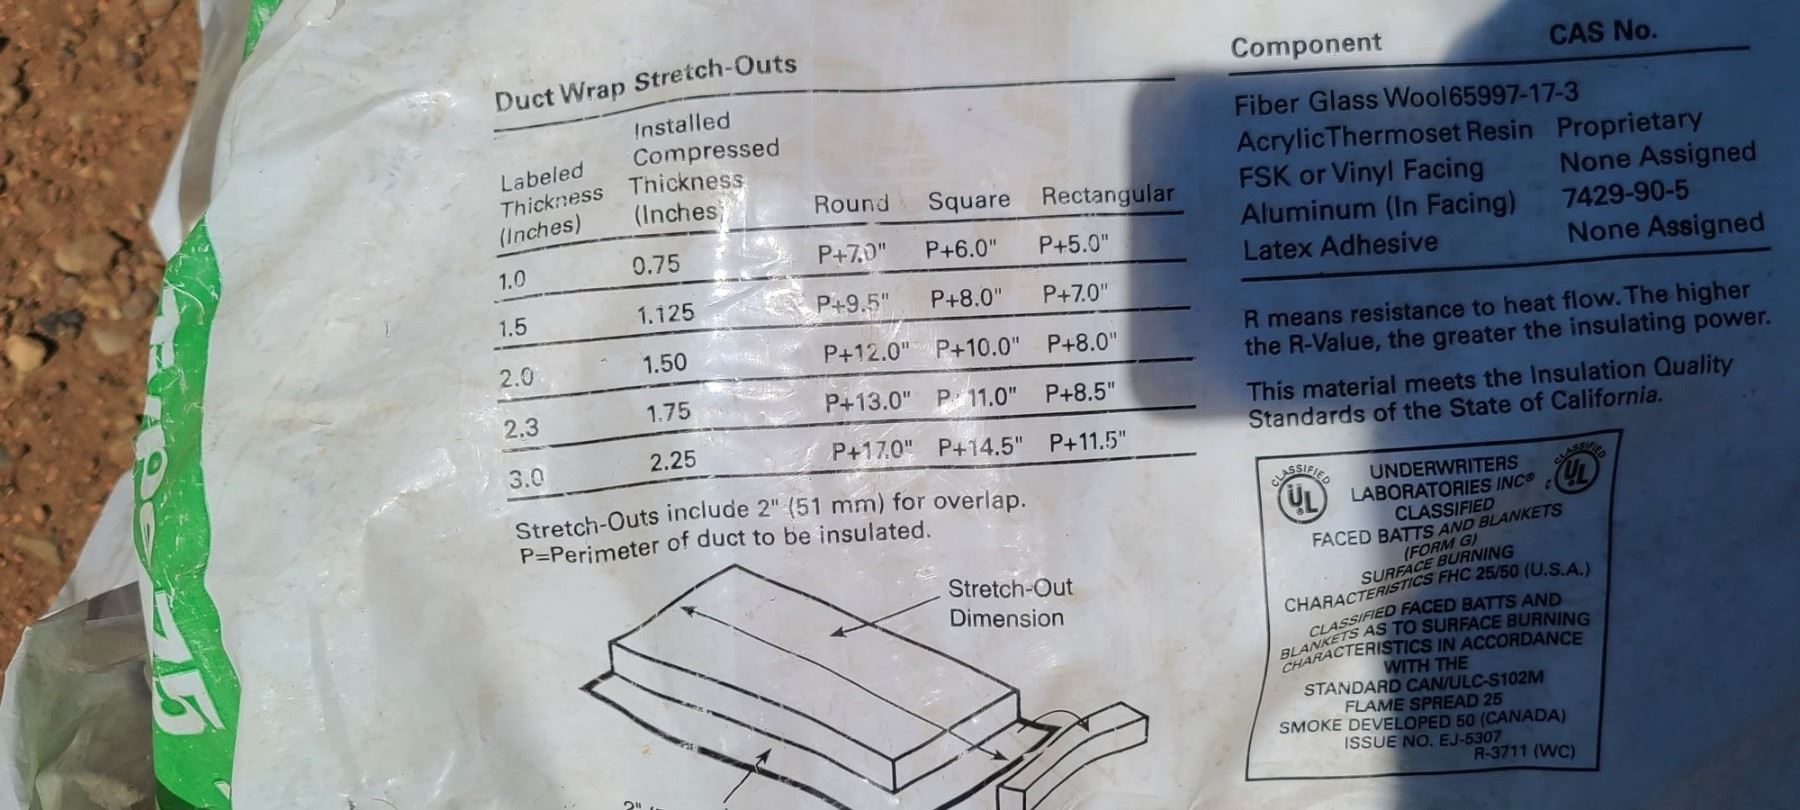 Duct Wrap Stretch-Outs
Labeled Thickness (Inches) Installed Compressed Thickness (Inches) Round Square Rectangular
1.0 0.75 P+7.0" P+6.0" P+5.0"
1.5 1.125 P+9.5" P+8.0" P+7.0"
2.0 1.50 P+12.0" P+10.0" P+8.0"
2.3 1.75 P+13.0" P+11.0" P+8.5"
3.0 2.25 P+17.0" P+14.5" P+11.5"
Stretch-Outs include 2" (51 mm) for overlap.
P=Perimeter of duct to be insulated.
Stretch-Out
Dimension
2"
Component CAS No.
Fiber Glass Wool 65997-17-3
Acrylic Thermoset Resin Proprietary
FSK or Vinyl Facing None Assigned
Aluminum (In Facing) 7429-90-5
Latex Adhesive None Assigned
R means resistance to heat flow. The higher
the R-Value, the greater the insulating power.
This material meets the Insulation Quality
Standards of the State of California.
CLASSIFIED
UL
CLASSIFIED
c UL
UNDERWRITERS
LABORATORIES INC®
CLASSIFIED
FACED BATTS AND BLANKETS
(FORM G)
SURFACE BURNING
CHARACTERISTICS FHC 25/50 (U.S.A.)
CLASSIFIED FACED BATTS AND
BLANKETS AS TO SURFACE BURNING
CHARACTERISTICS IN ACCORDANCE
WITH THE
STANDARD CAN/ULC-S102M
FLAME SPREAD 25
SMOKE DEVELOPED 50 (CANADA)
ISSUE NO. EJ-5307
R-3711 (WC)